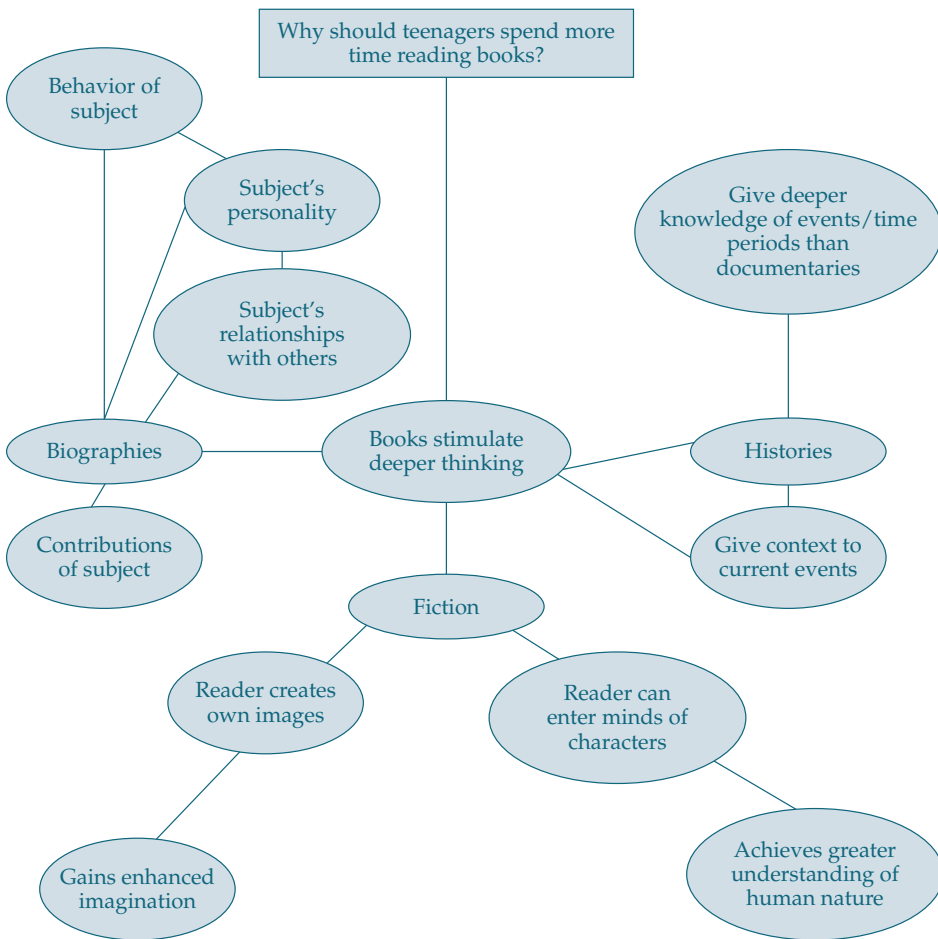 Why should teenagers spend more
time reading books?
Behavior of
subject
Subject’s
personality
Subject’s
relationships
with others
Give deeper
knowledge of events/time
periods than
documentaries
Biographies
Books stimulate
deeper thinking
Histories
Contributions
of subject
Give context to
current events
Fiction
Reader creates
own images
Reader can
enter minds of
characters
Gains enhanced
imagination
Achieves greater
understanding of
human nature